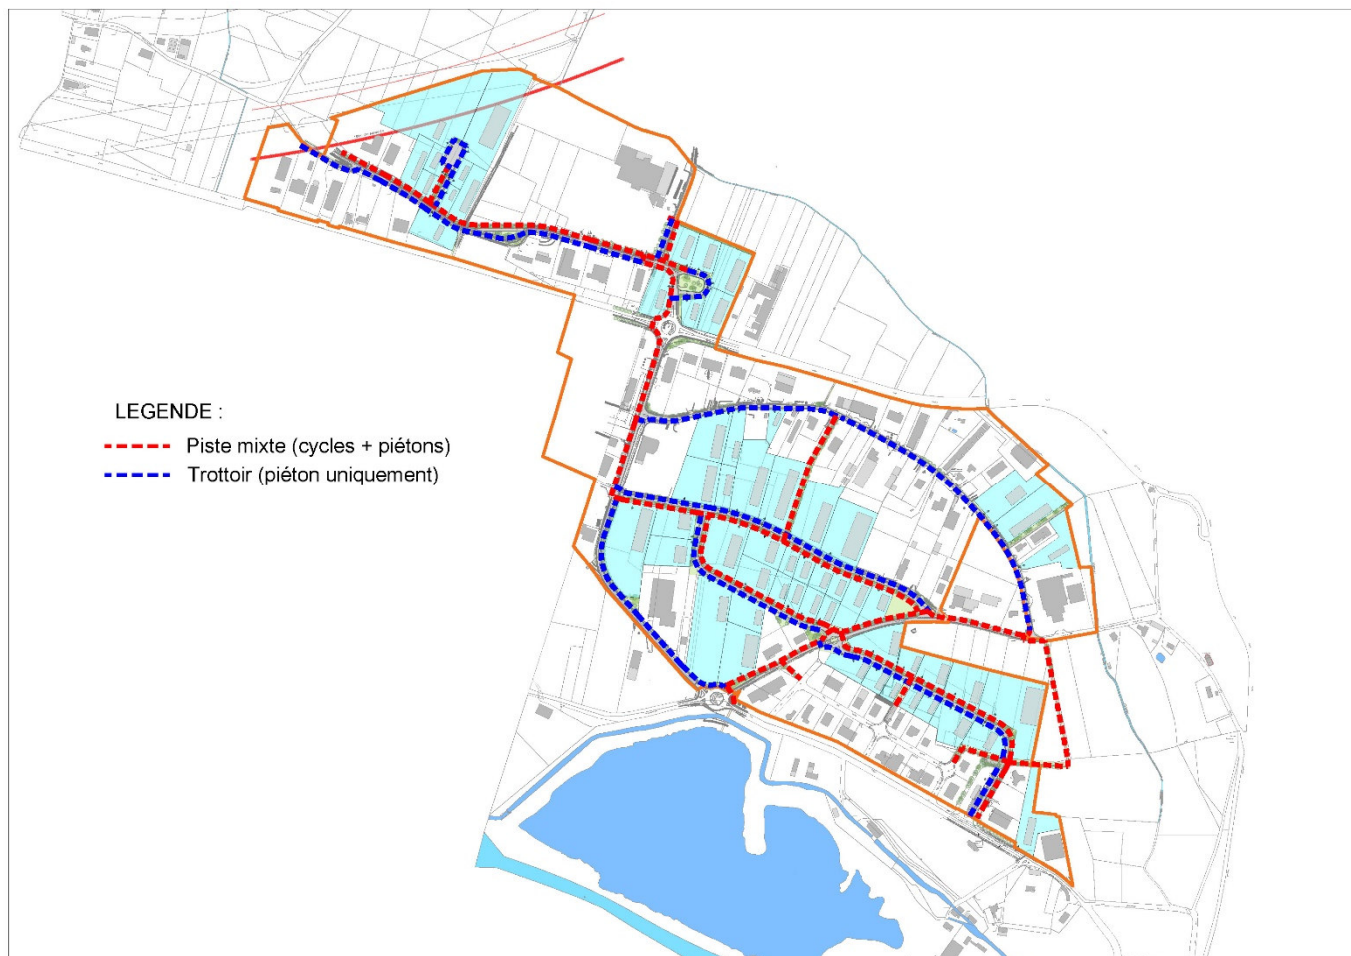 LEGENDE :
Piste mixte (cycles + piétons)
Trottoir (piéton uniquement)